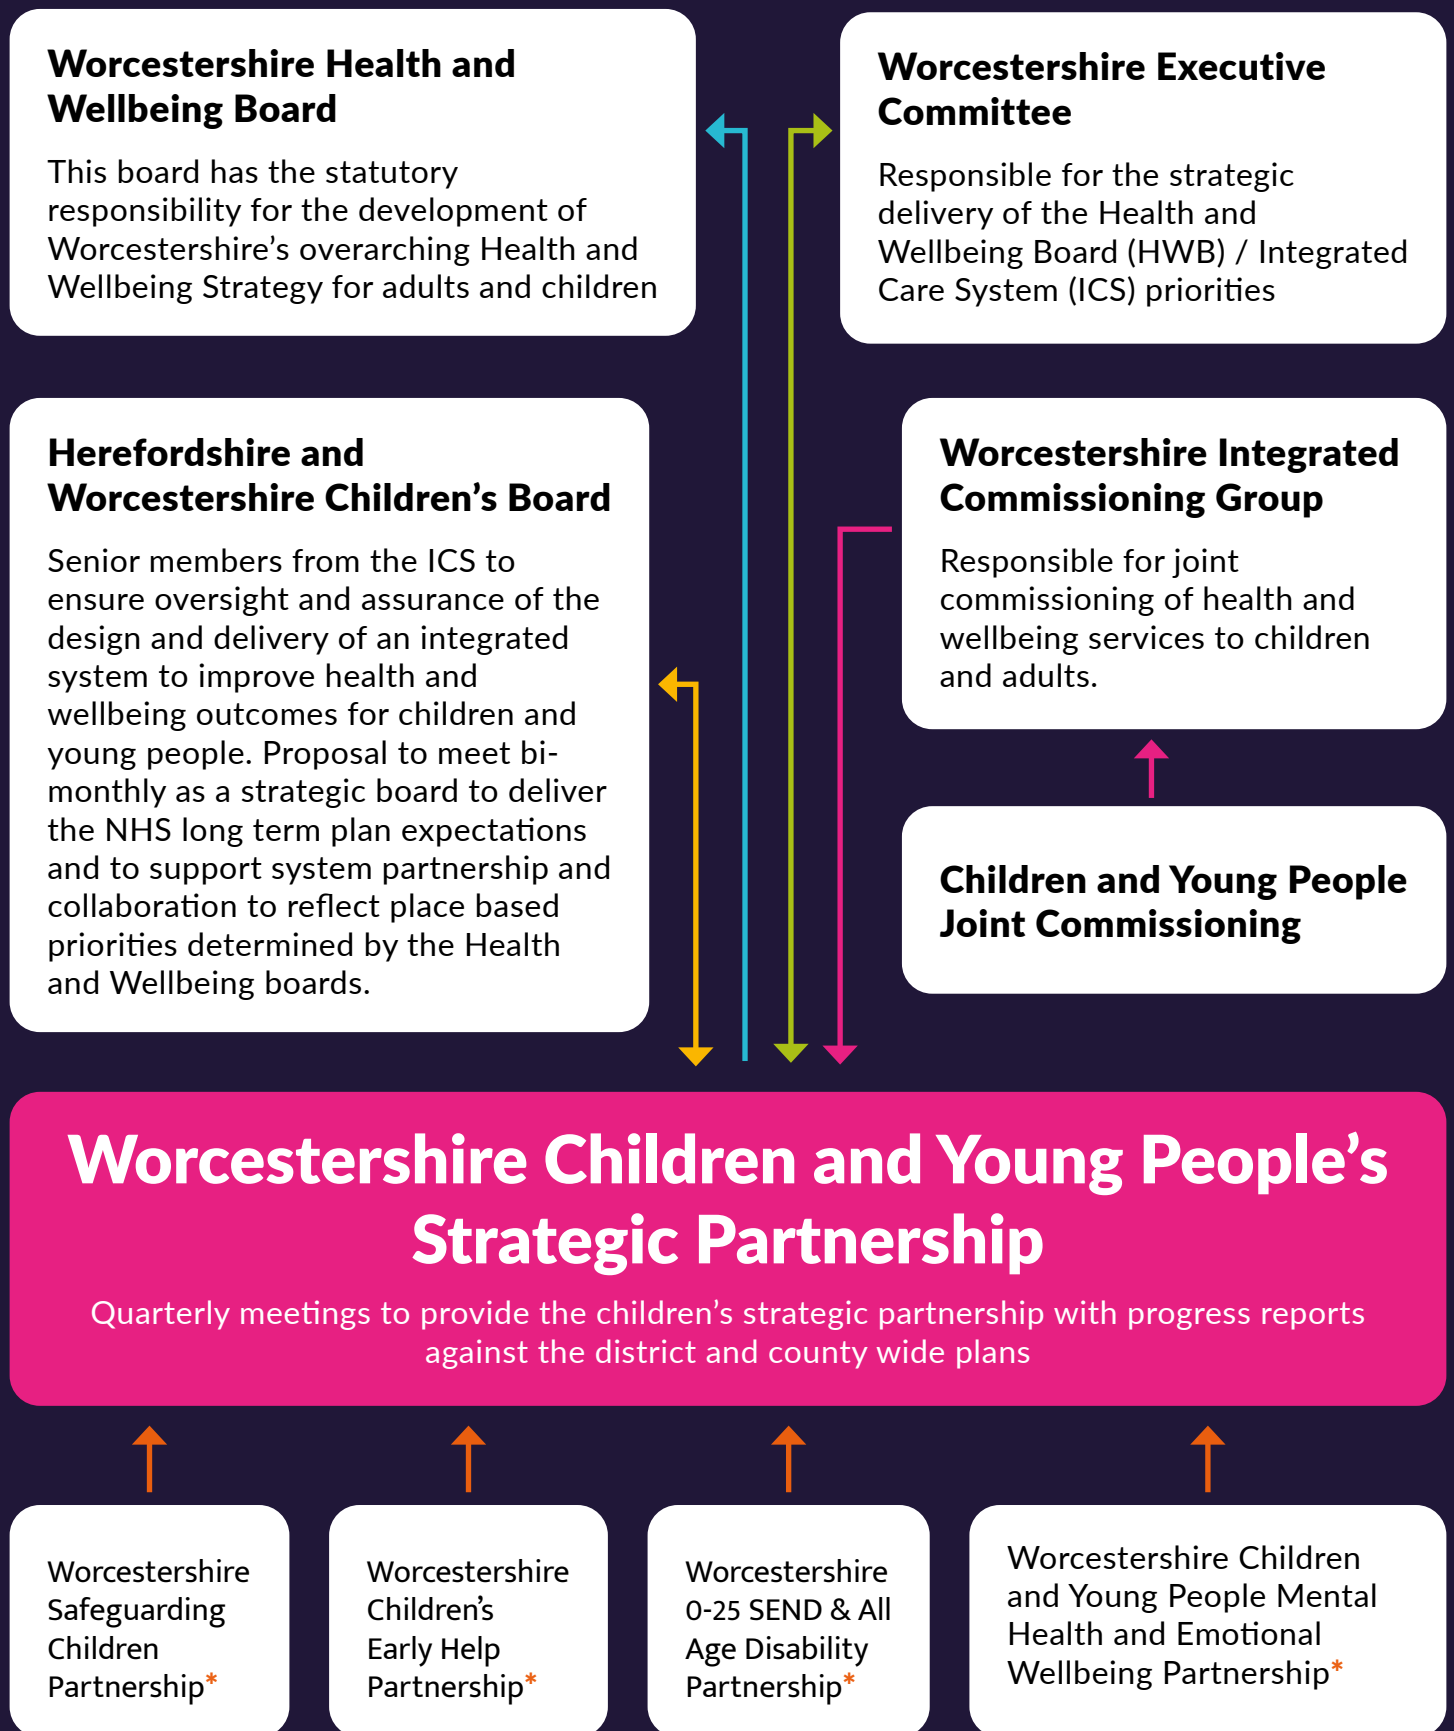 Worcestershire Health and
Wellbeing Board
This board has the statutory
responsibility for the development of
Worcestershire’s overarching Health and
Wellbeing Strategy for adults and children
Worcestershire Executive
Committee
Responsible for the strategic
delivery of the Health and
Wellbeing Board (HWB) / Integrated
Care System (ICS) priorities
Herefordshire and
Worcestershire Children’s Board
Senior members from the ICS to
ensure oversight and assurance of the
design and delivery of an integrated
system to improve health and
wellbeing outcomes for children and
young people. Proposal to meet bi-
monthly as a strategic board to deliver
the NHS long term plan expectations
and to support system partnership and
collaboration to reflect place based
priorities determined by the Health
and Wellbeing boards.
Worcestershire Integrated
Commissioning Group
Responsible for joint
commissioning of health and
wellbeing services to children
and adults.
Children and Young People
Joint Commissioning
Worcestershire Children and Young People’s
Strategic Partnership
Quarterly meetings to provide the children’s strategic partnership with progress reports
against the district and county wide plans
Worcestershire
Safeguarding
Children
Partnership*
Worcestershire
Children’s
Early Help
Partnership*
Worcestershire
0-25 SEND & All
Age Disability
Partnership*
Worcestershire Children
and Young People Mental
Health and Emotional
Wellbeing Partnership*